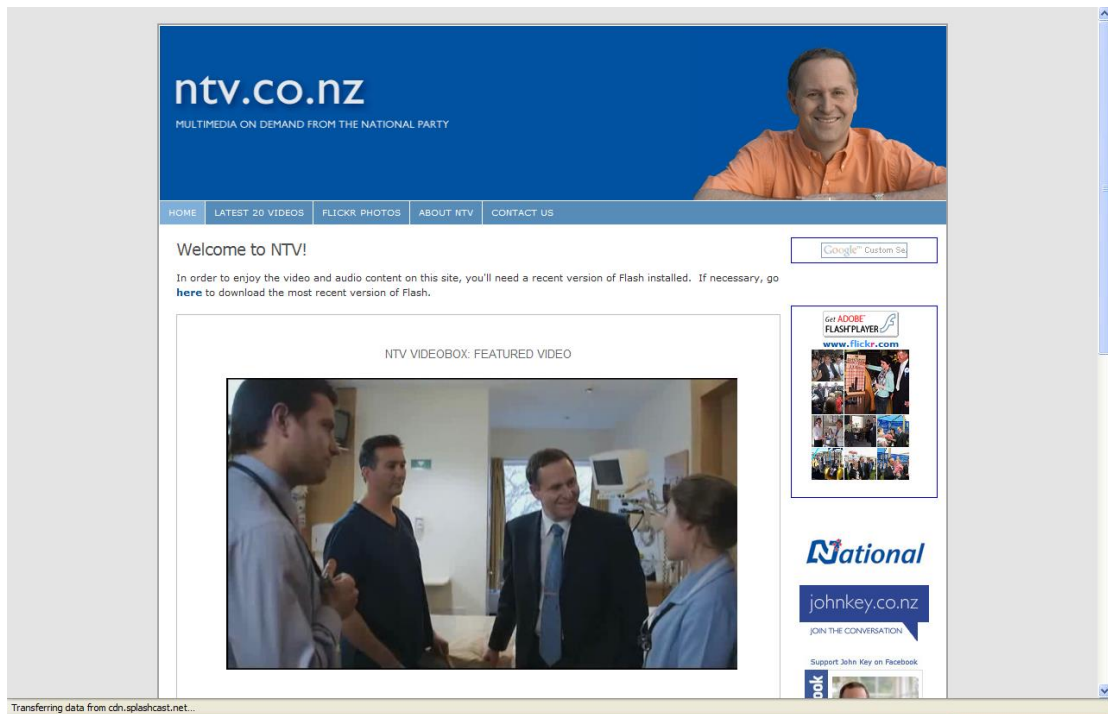 ntv.co.nz
MULTIMEDIA ON DEMAND FROM THE NATIONAL PARTY
HOME LATEST 20 VIDEOS FLICKR PHOTOS ABOUT NTV CONTACT US
Welcome to NTV!
In order to enjoy the video and audio content on this site, you'll need a recent version of Flash installed. If necessary, go
here to download the most recent version of Flash.
NTV VIDEOBOX: FEATURED VIDEO
Google™ Custom Se
Get ADOBE®
FLASH® PLAYER
www.flickr.com
National
johnkey.co.nz
JOIN THE CONVERSATION
Support John Key on Facebook
ook
Transferring data from cdn.splashcast.net...